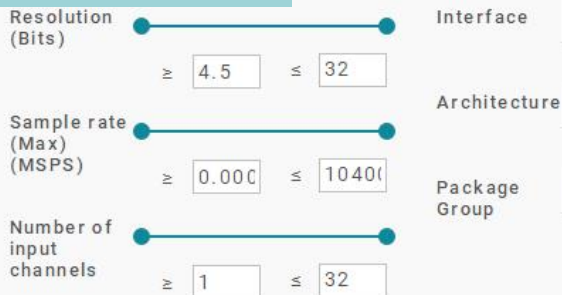 Resolution
(Bits)
≥ 4.5 ≤ 32
Sample rate
(Max)
(MSPS)
≥ 0.000 ≤ 10400
Number of
input
channels
≥ 1 ≤ 32
Interface
Architecture
Package
Group